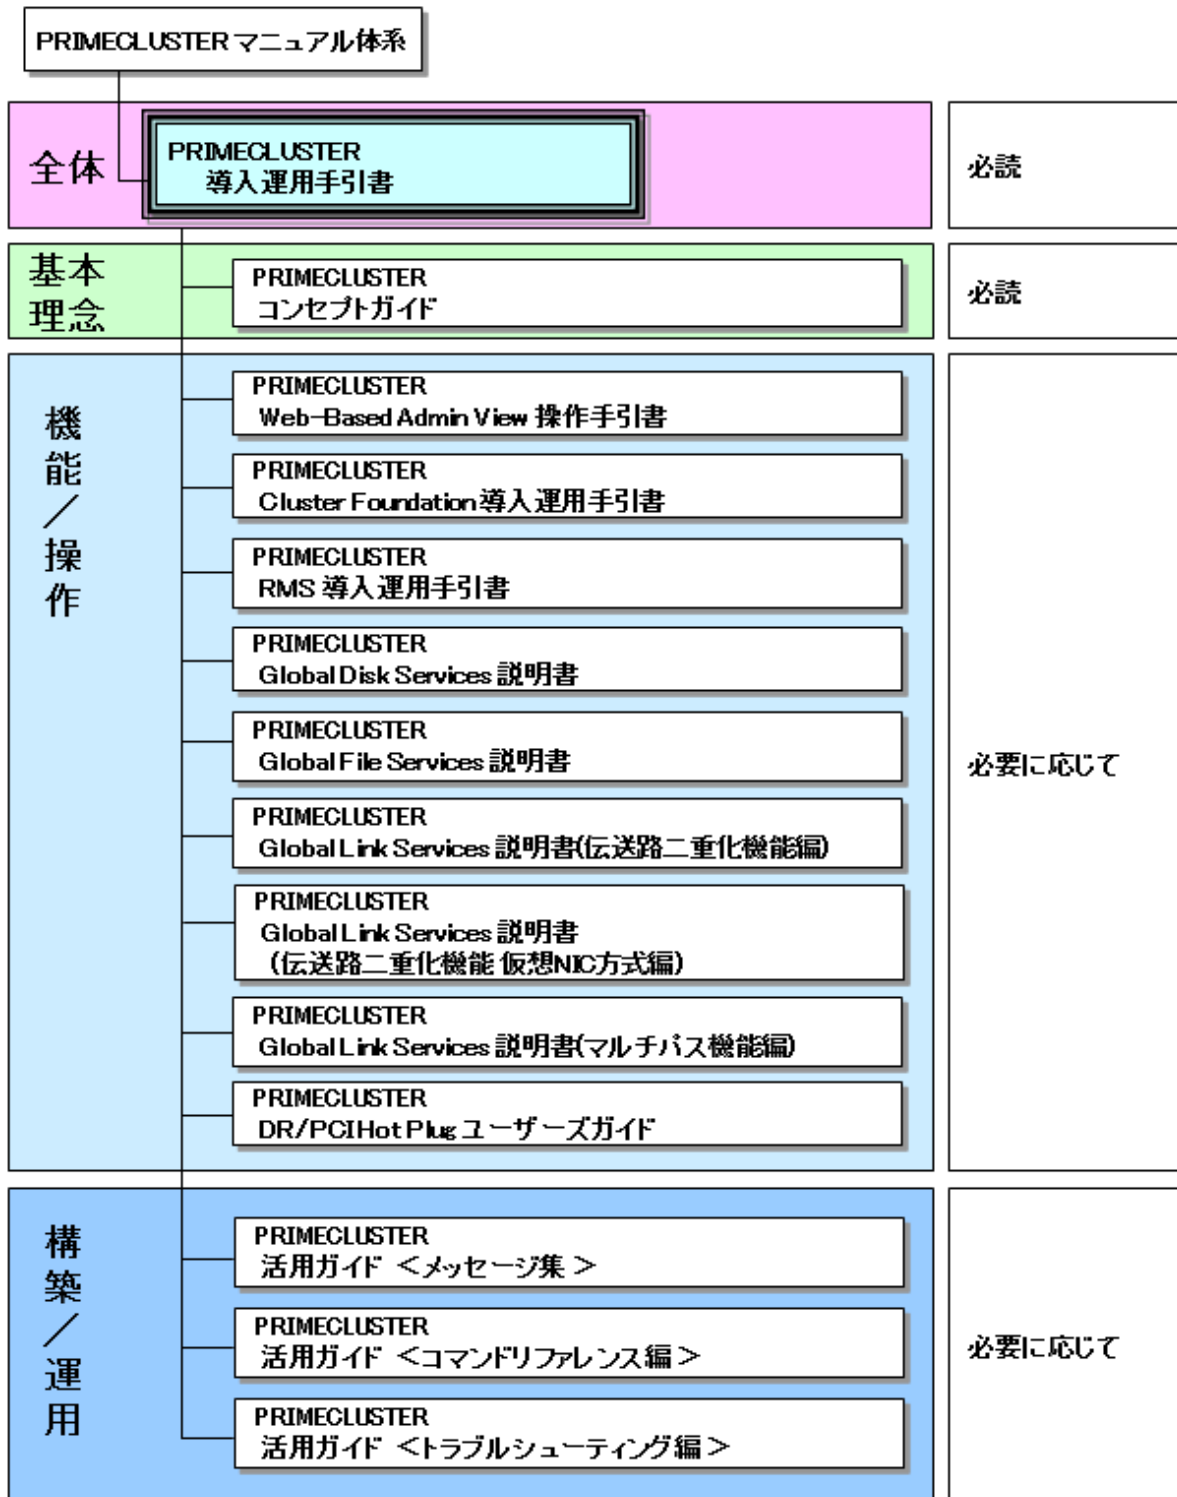 PRIMECLUSTER マニュアル体系
全体
PRIMECLUSTER
導入運用手引書
必読
基本
理念
PRIMECLUSTER
コンセプトガイド
必読
機能／操作
PRIMECLUSTER
Web-Based Admin View 操作手引書
PRIMECLUSTER
Cluster Foundation 導入運用手引書
PRIMECLUSTER
RMS 導入運用手引書
PRIMECLUSTER
Global Disk Services 説明書
PRIMECLUSTER
Global File Services 説明書
PRIMECLUSTER
Global Link Services 説明書(伝送路二重化機能編)
PRIMECLUSTER
Global Link Services 説明書
（伝送路二重化機能 仮想NIC方式編）
PRIMECLUSTER
Global Link Services 説明書(マルチパス機能編)
PRIMECLUSTER
DR/PCI Hot Plug ユーザーズガイド
必要に応じて
構築／運用
PRIMECLUSTER
活用ガイド ＜メッセージ集＞
PRIMECLUSTER
活用ガイド ＜コマンドリファレンス編＞
PRIMECLUSTER
活用ガイド ＜トラブルシューティング編＞
必要に応じて